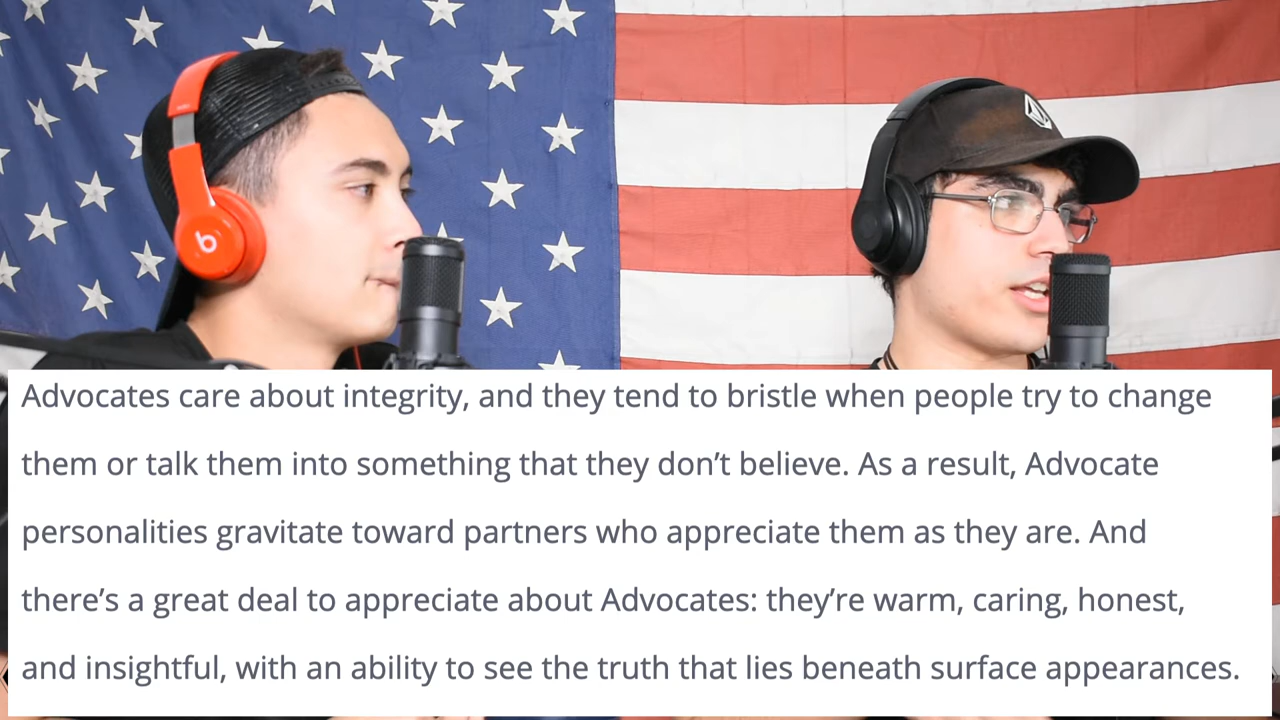 b
Advocates care about integrity, and they tend to bristle when people try to change
them or talk them into something that they don’t believe. As a result, Advocate
personalities gravitate toward partners who appreciate them as they are. And
there’s a great deal to appreciate about Advocates: they’re warm, caring, honest,
and insightful, with an ability to see the truth that lies beneath surface appearances.